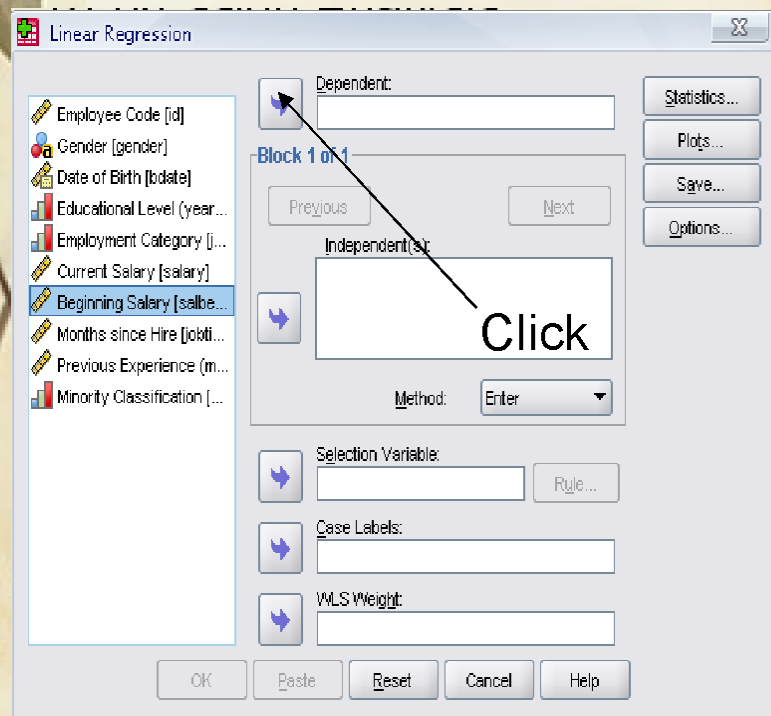 Linear Regression
Employee Code [id]
Gender [gender]
Date of Birth [bdate]
Educational Level (year...
Employment Category [j...
Current Salary [salary]
Beginning Salary [salbe...
Months since Hire [jobti...
Previous Experience (m...
Minority Classification [...
Dependent:
Block 1 of 1
Previous
Next
Independent(s):
Click
Method:
Enter
Selection Variable:
Rule...
Case Labels:
WLS Weight:
Statistics...
Plots...
Save...
Options...
OK
Paste
Reset
Cancel
Help